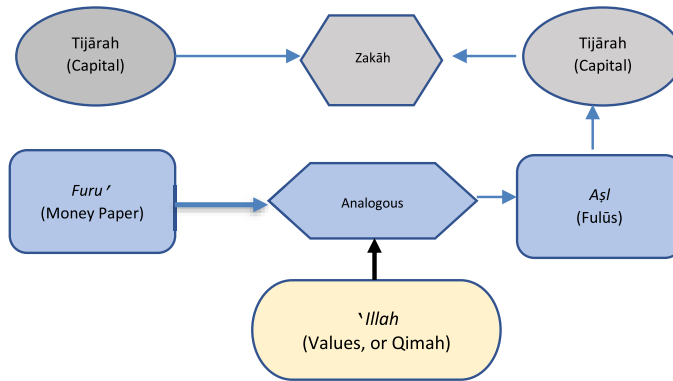 Tijārah
(Capital)
Zakāh
Tijārah
(Capital)
Furu ʹ
(Money Paper)
Analogous
Aṣl
(Fulūs)
‵Illah
(Values, or Qimah)